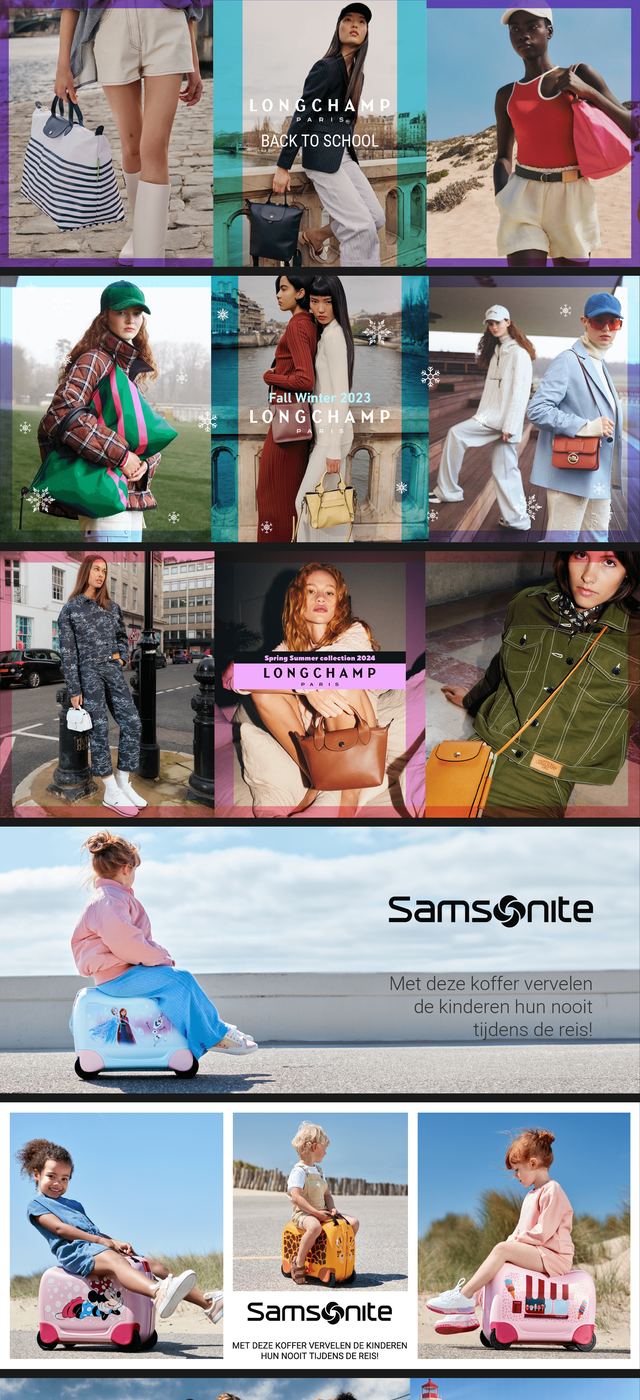 LONGCHAMP
PARIS
BACK TO SCHOOL
Fall Winter 2023
LONGCHAMP
PARIS
Spring Summer collection 2024
LONGCHAMP
PARIS
Samsonite
Met deze koffer vervelen
de kinderen hun nooit
tijdens de reis!
Samsonite
MET DEZE KOFFER VERVELEN DE KINDEREN
HUN NOOIT TIJDENS DE REIS!